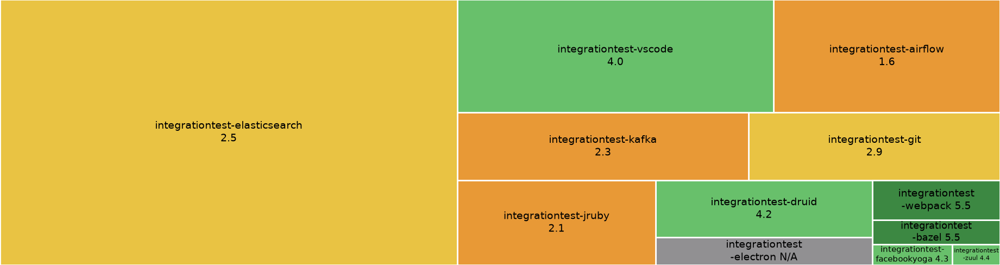 integrationtest-elasticsearch
2.5
integrationtest-vscode
4.0
integrationtest-airflow
1.6
integrationtest-kafka
2.3
integrationtest-git
2.9
integrationtest-jruby
2.1
integrationtest-druid
4.2
integrationtest
-electron N/A
integrationtest
-webpack 5.5
integrationtest
-bazel 5.5
integrationtest-
facebookyoga 4.3
integrationtest
-zuul 4.4